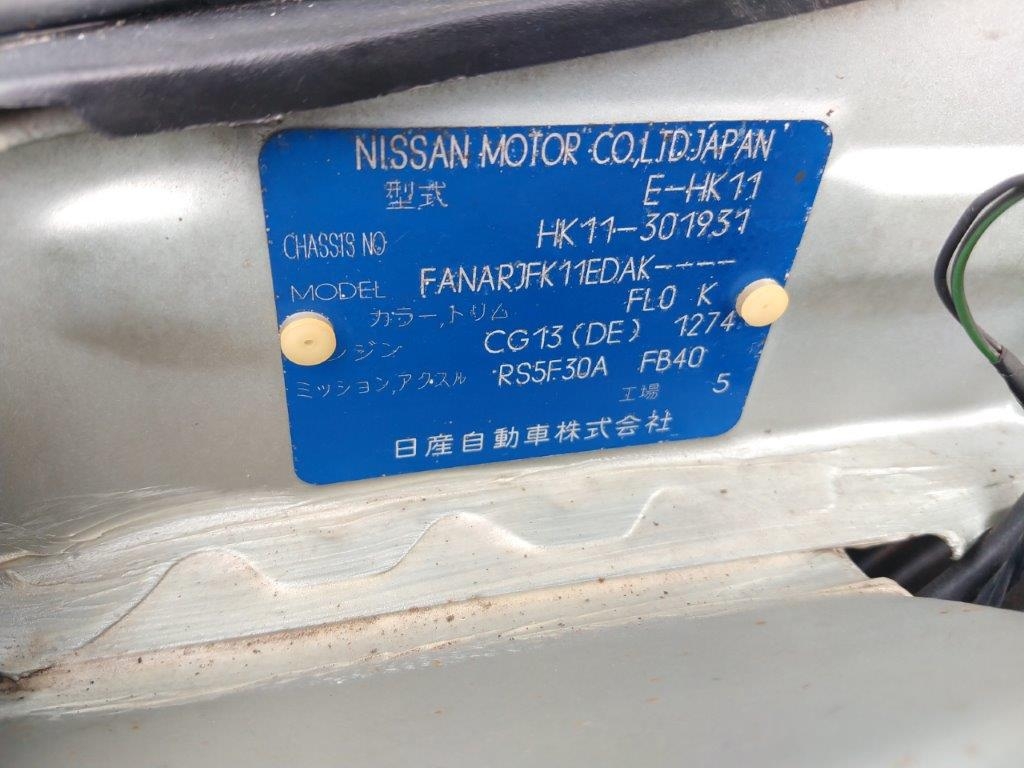 NISSAN MOTOR CO.,LTD.JAPAN
型式 E-HK11
CHASSIS NO HK11-301931
MODEL FANARJFK11EDAK----
カラー,トリム FL0 K
ンジン CG13(DE) 1274
ミッション,アクスル RS5F30A FB40
工場 5
日産自動車株式会社